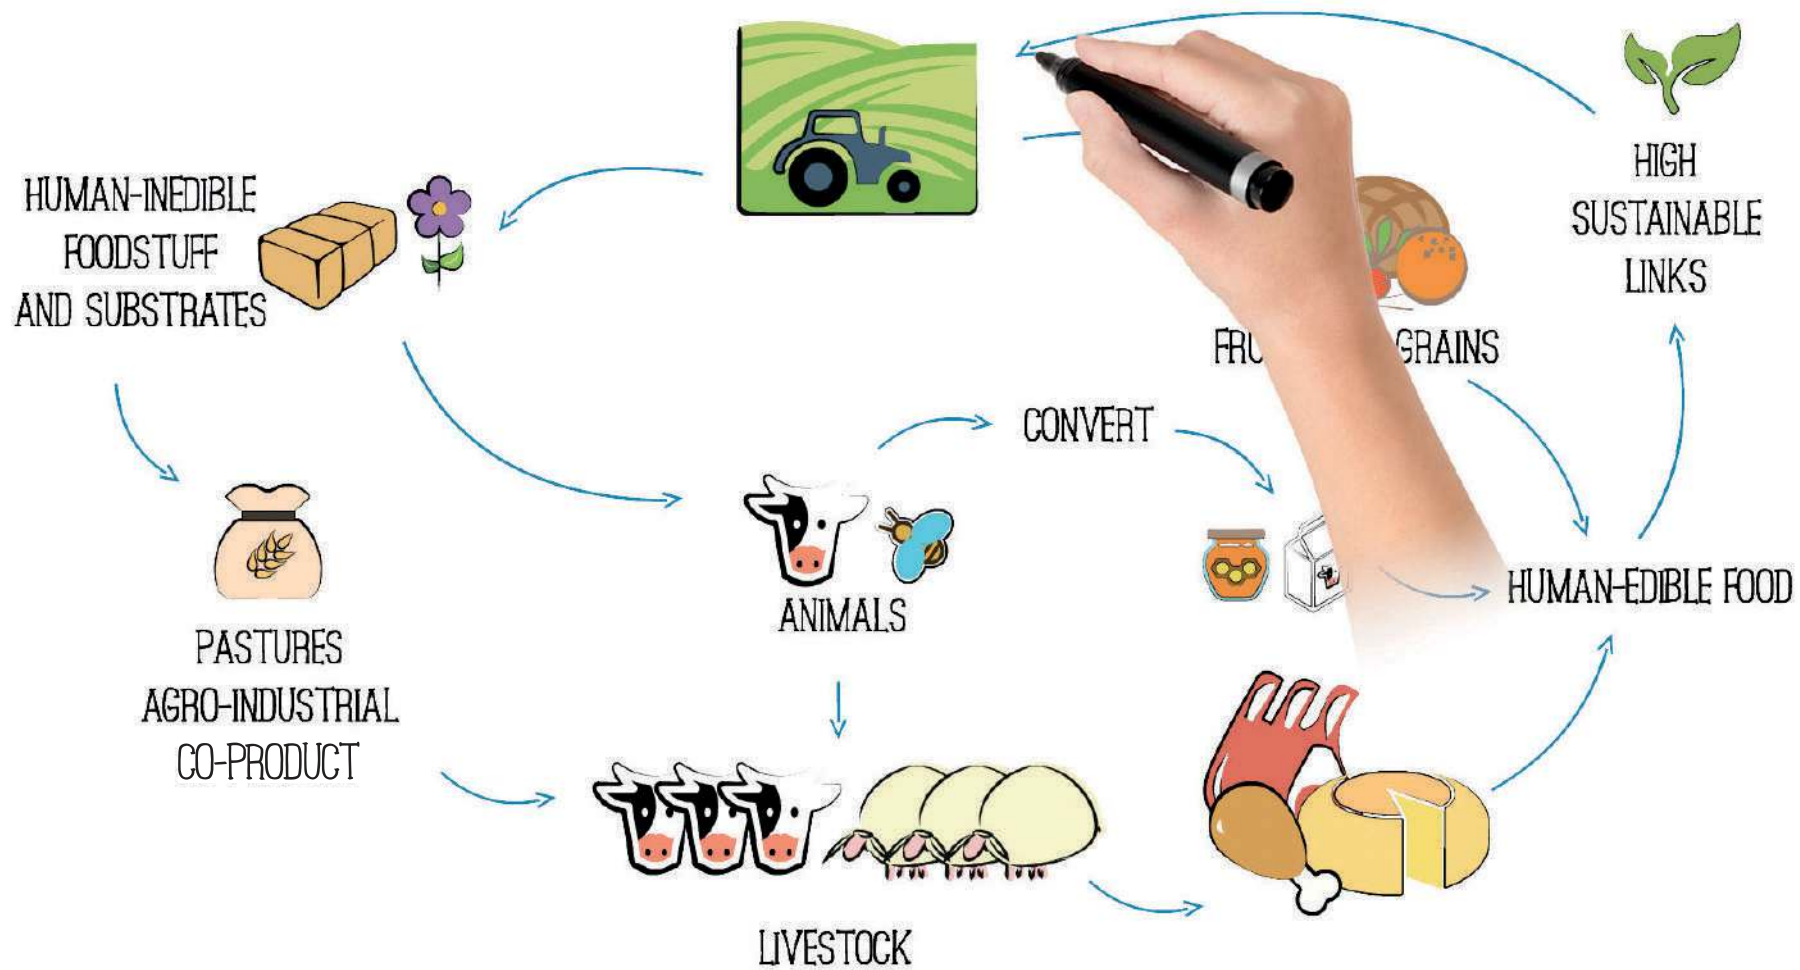 HIGH
SUSTAINABLE
LINKS
HUMAN-INEDIBLE
FOODSTUFF
AND SUBSTRATES
GRAINS
CONVERT
HUMAN-EDIBLE FOOD
ANIMALS
PASTURES
AGRO-INDUSTRIAL
CO-PRODUCT
LIVESTOCK